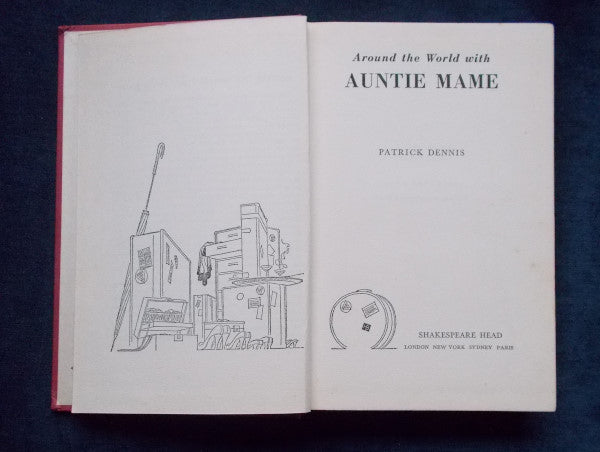 Around the World with
AUNTIE MAME
PATRICK DENNIS
SHAKESPEARE HEAD
LONDON NEW YORK SYDNEY PARIS